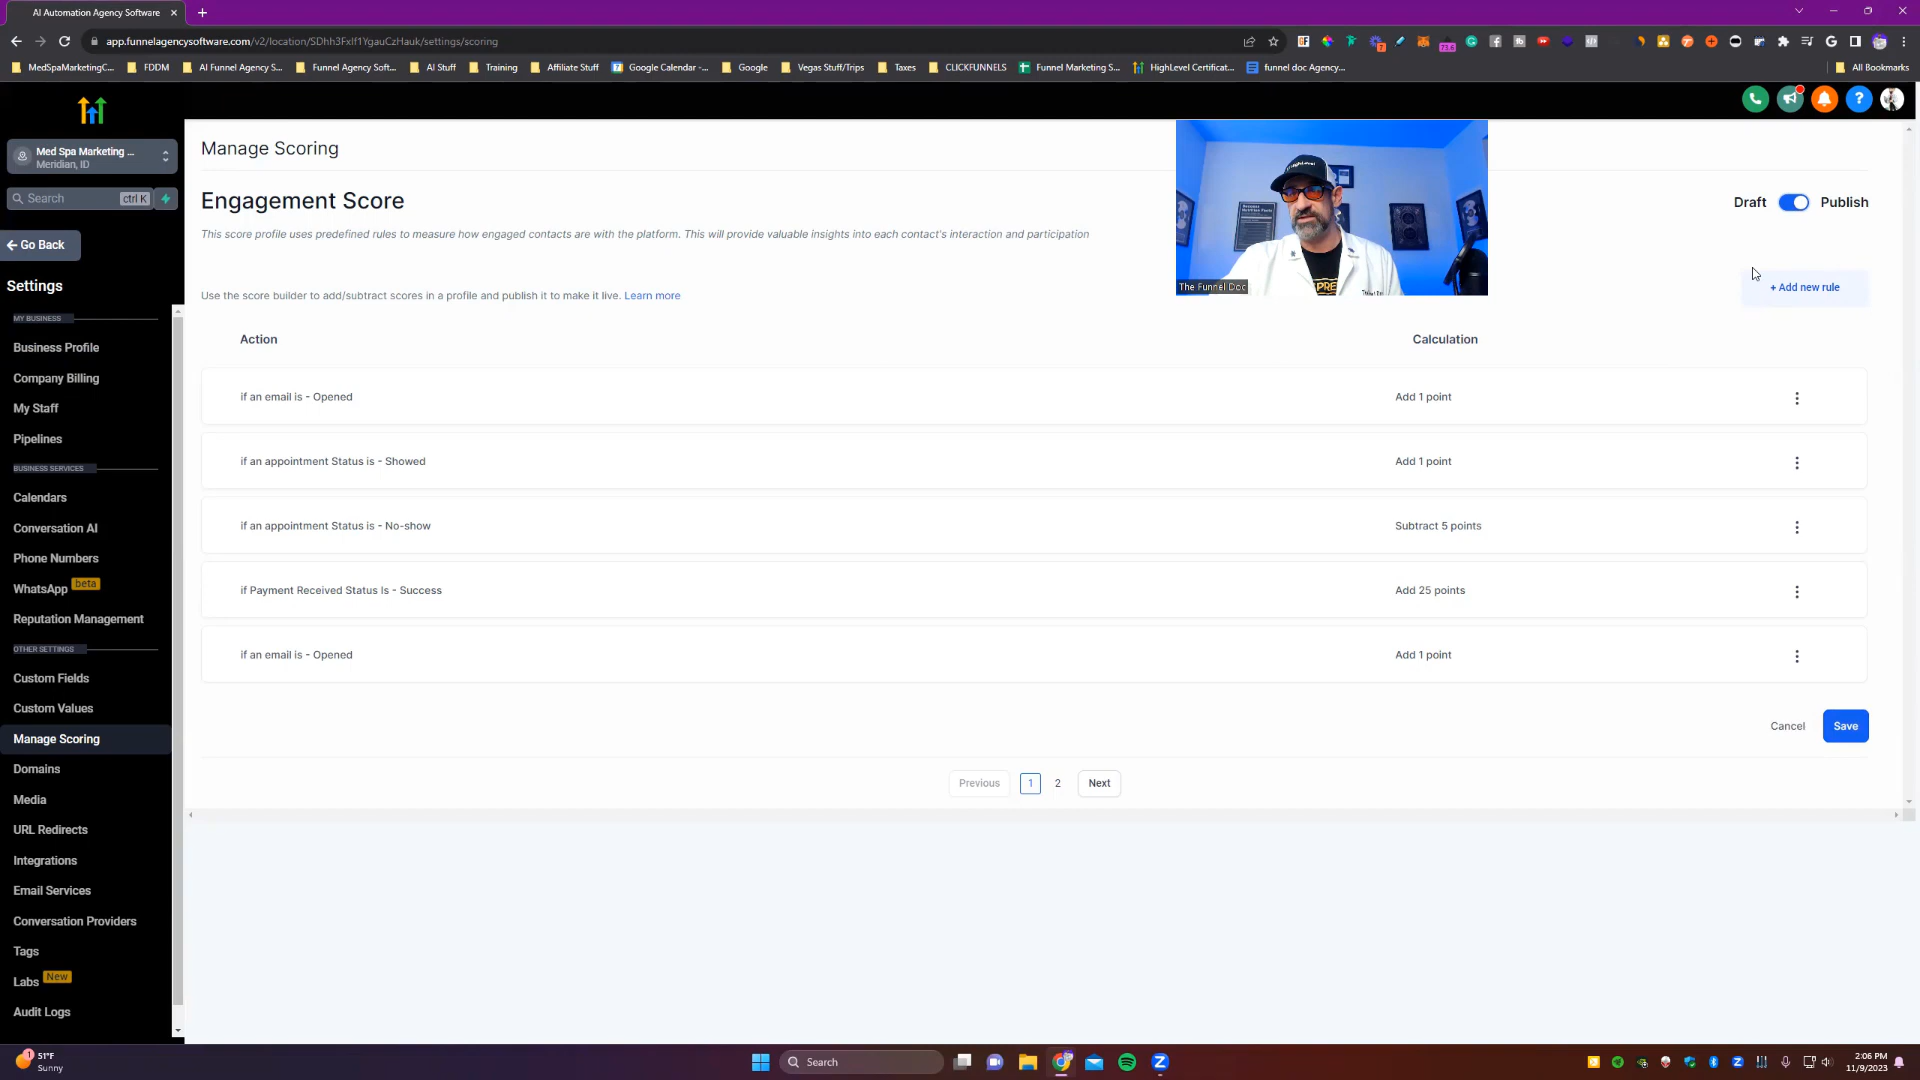 AI Automation Agency Software
app.funnelagencysoftware.com/v2/location/SDhh3FxIf1YgauCzHauk/settings/scoring
MedSpaMarketingC...
FDDM
AI Funnel Agency S...
Funnel Agency Soft...
AI Stuff
Training
Affiliate Stuff
Google Calendar -...
Google
Vegas Stuff/Trips
Taxes
CLICKFUNNELS
Funnel Marketing S...
HighLevel Certificat...
funnel doc Agency...
All Bookmarks
Med Spa Marketing ...
Meridian, ID
Search
ctrl K
Go Back
Settings
MY BUSINESS
Business Profile
Company Billing
My Staff
Pipelines
BUSINESS SERVICES
Calendars
Conversation AI
Phone Numbers
WhatsApp beta
Reputation Management
OTHER SETTINGS
Custom Fields
Custom Values
Manage Scoring
Domains
Media
URL Redirects
Integrations
Email Services
Conversation Providers
Tags
Labs New
Audit Logs
Manage Scoring
Engagement Score
This score profile uses predefined rules to measure how engaged contacts are with the platform. This will provide valuable insights into each contact's interaction and participation
Draft
Publish
Use the score builder to add/subtract scores in a profile and publish it to make it live. Learn more
+ Add new rule
The Funnel Doc
Action
Calculation
if an email is - Opened
Add 1 point
if an appointment Status is - Showed
Add 1 point
if an appointment Status is - No-show
Subtract 5 points
if Payment Received Status Is - Success
Add 25 points
if an email is - Opened
Add 1 point
Cancel
Save
Previous
1
2
Next
1
51°F
Sunny
Search
2:06 PM
11/9/2023